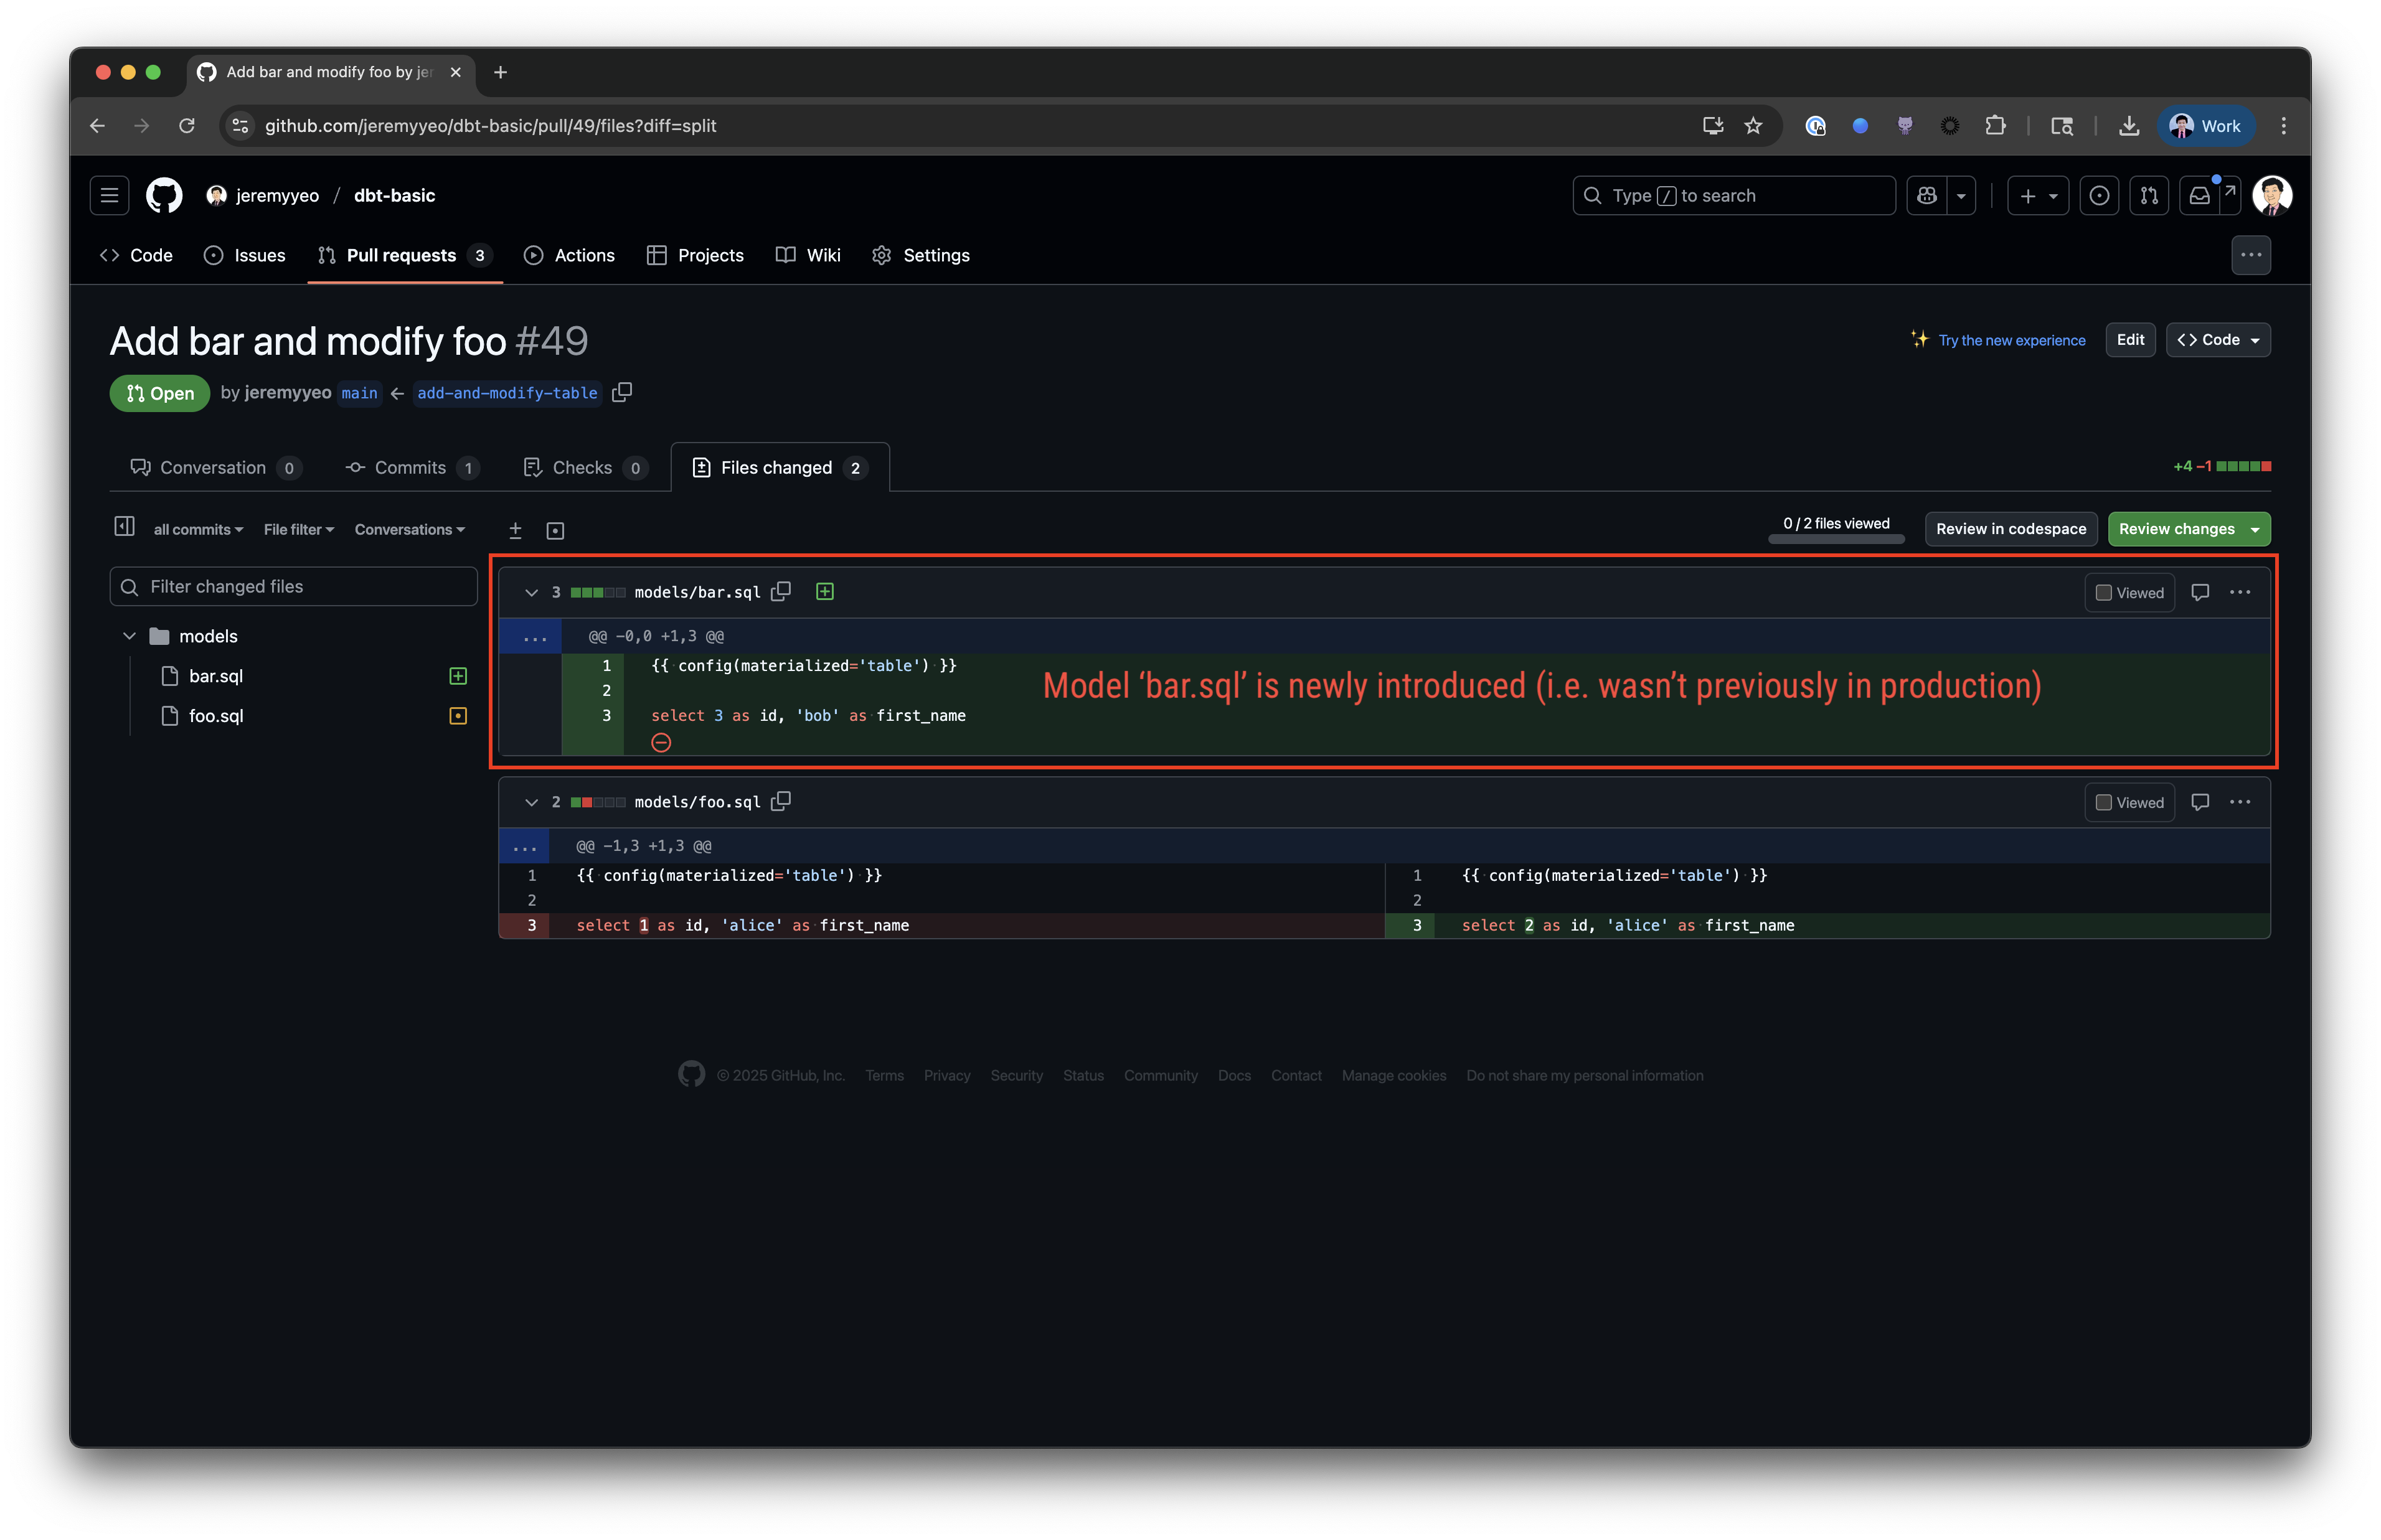 Add bar and modify foo by jer
github.com/jeremyyeo/dbt-basic/pull/49/files?diff=split
Work
jeremyyeo / dbt-basic
Type / to search
Code
Issues
Pull requests 3
Actions
Projects
Wiki
Settings
Add bar and modify foo #49
Try the new experience
Edit
Code
Open
by jeremyyeo main ← add-and-modify-table
Conversation 0
Commits 1
Checks 0
Files changed 2
+4 −1
all commits
File filter
Conversations
0 / 2 files viewed
Review in codespace
Review changes
Filter changed files
models
bar.sql
foo.sql
3 models/bar.sql
Viewed
... @@ -0,0 +1,3 @@
1 {{ config(materialized='table') }}
2
3 select 3 as id, 'bob' as first_name
Model ‘bar.sql’ is newly introduced (i.e. wasn’t previously in production)
2 models/foo.sql
Viewed
... @@ -1,3 +1,3 @@
1 {{ config(materialized='table') }}
2
3 select 1 as id, 'alice' as first_name
1 {{ config(materialized='table') }}
2
3 select 2 as id, 'alice' as first_name
© 2025 GitHub, Inc. Terms Privacy Security Status Community Docs Contact Manage cookies Do not share my personal information